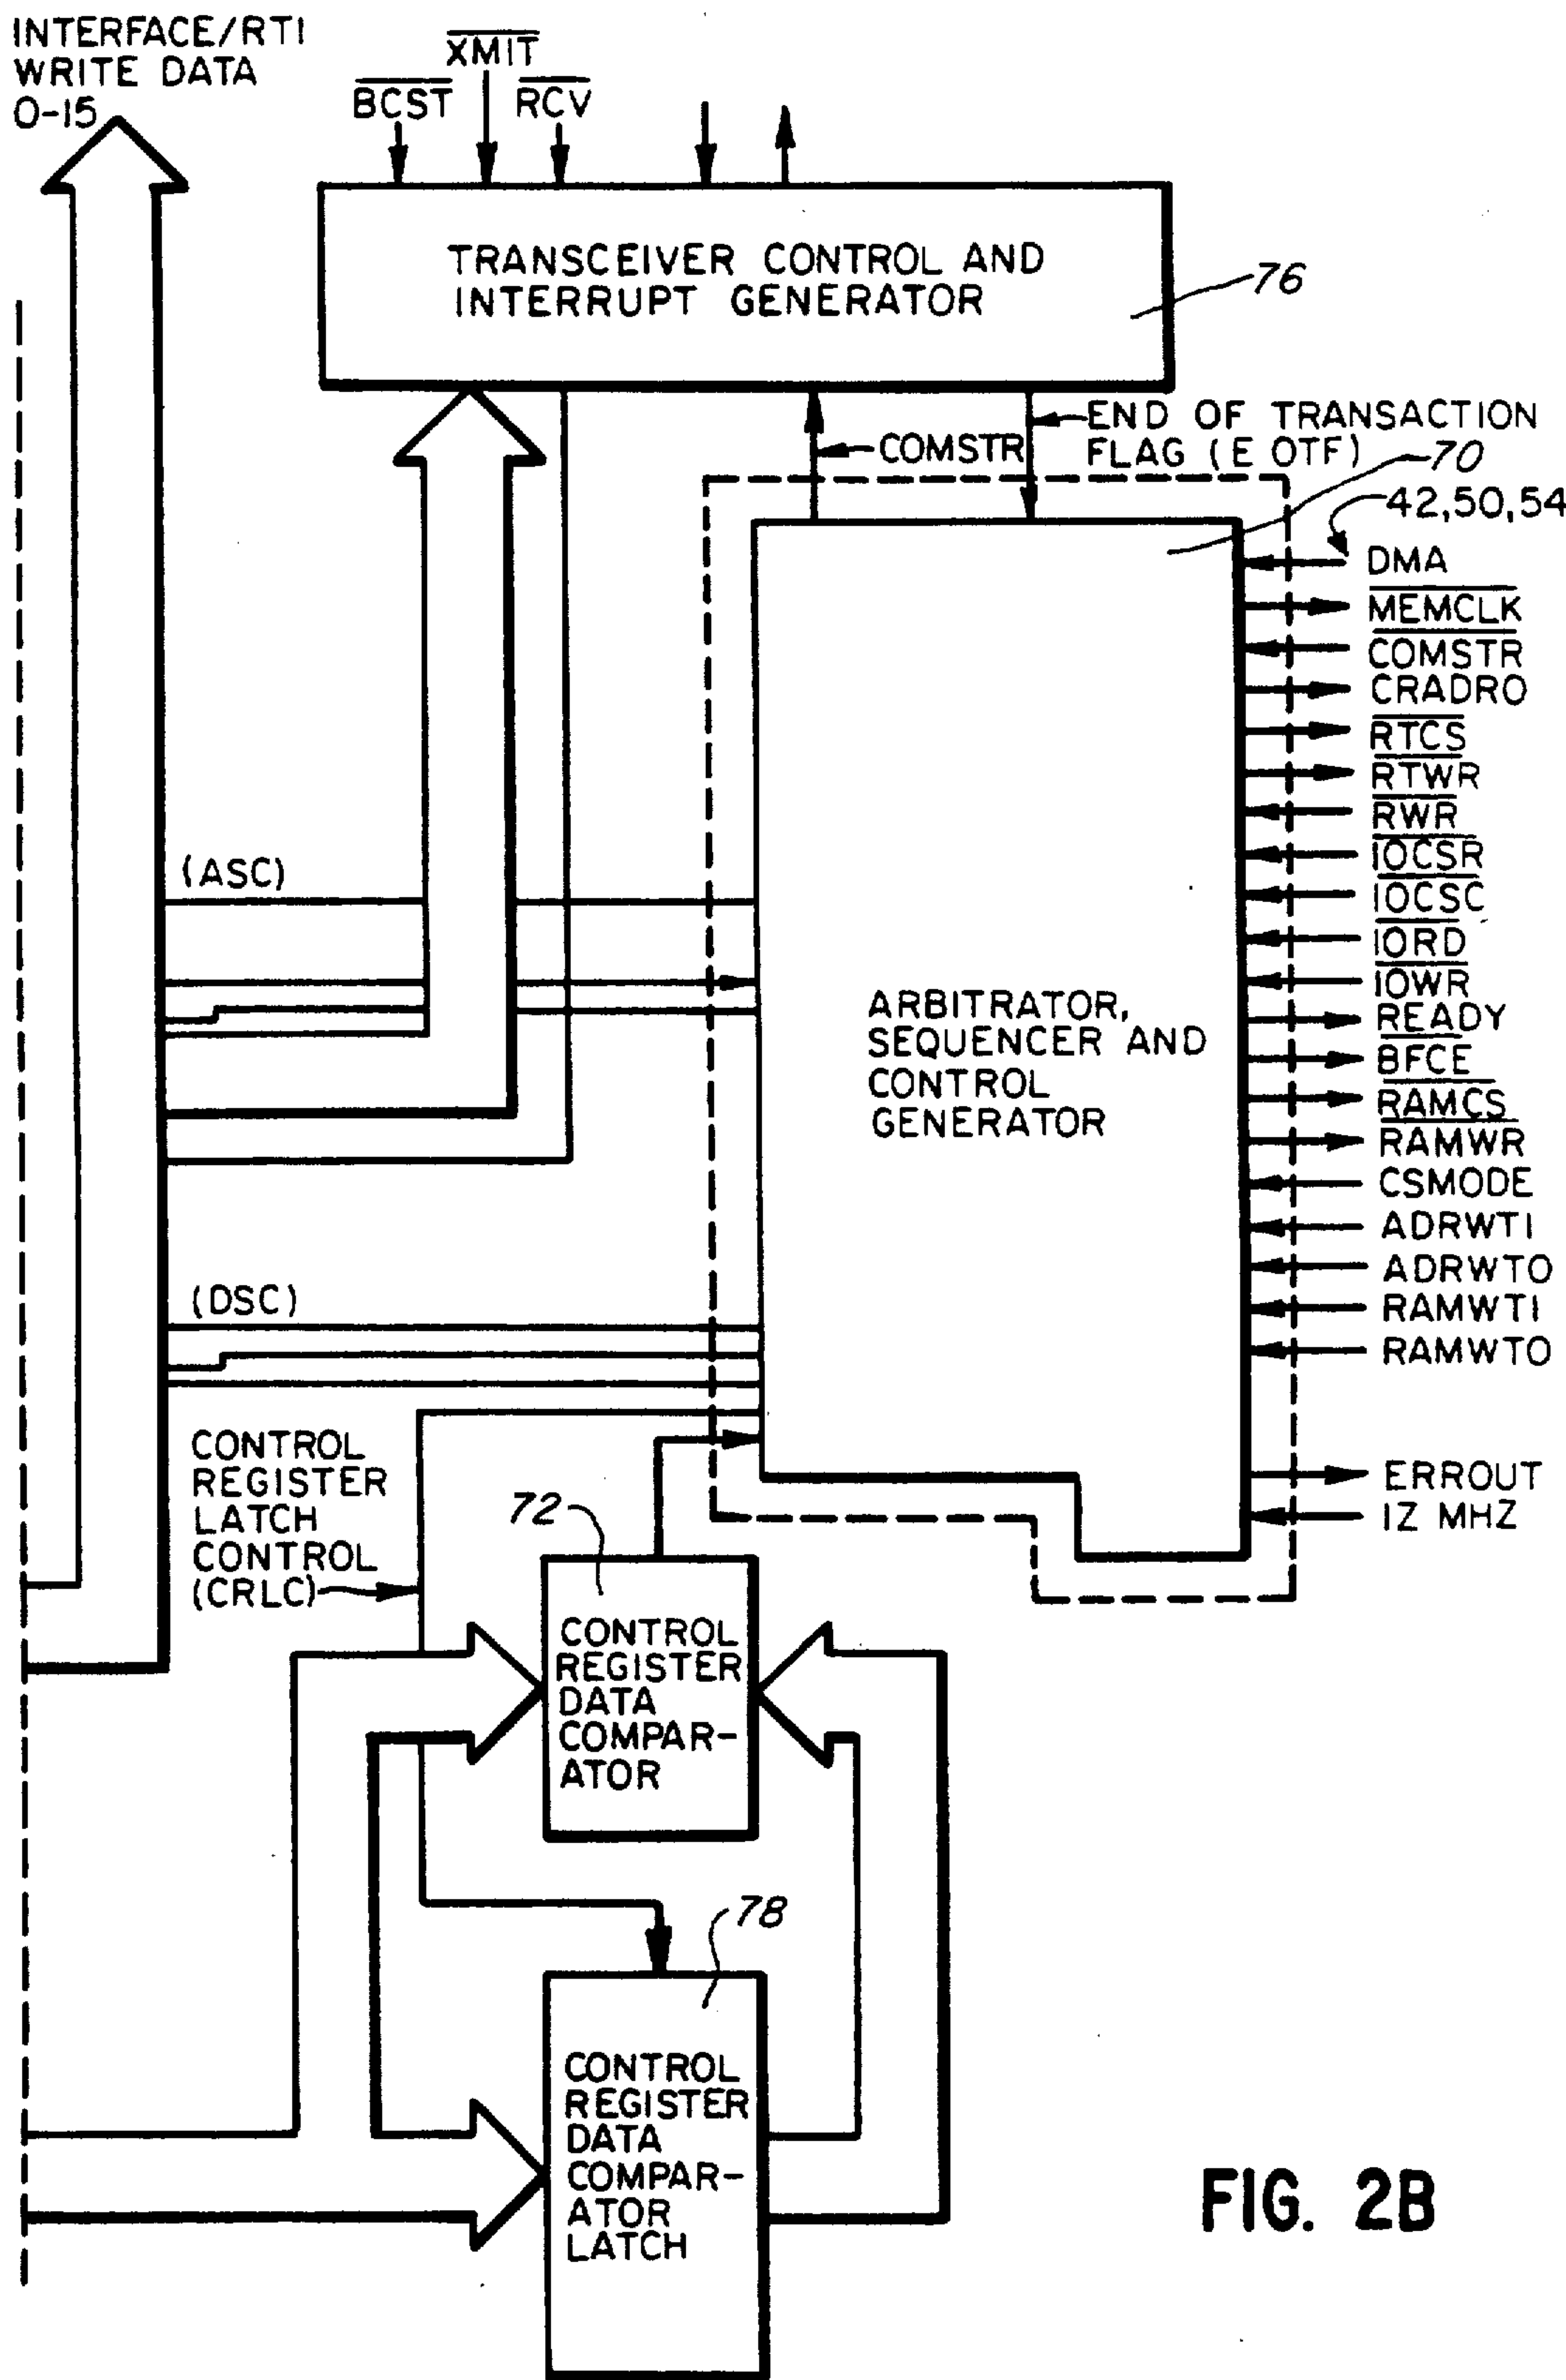 INTERFACE/RTI
WRITE DATA
0-15
XMIT
BCST
RCV
TRANSCEIVER CONTROL AND
INTERRUPT GENERATOR
76
COMSTR
END OF TRANSACTION
FLAG (E OTF)
70
42,50,54
DMA
MEMCLK
COMSTR
CRADRO
RTCS
RTWR
RWR
IOCSR
IOCSC
IORD
IOWR
READY
BFCE
RAMCS
RAMWR
CSMODE
ADRWTI
ADRWTO
RAMWTI
RAMWTO
ERROUT
IZ MHZ
(ASC)
ARBITRATOR,
SEQUENCER AND
CONTROL
GENERATOR
(DSC)
CONTROL
REGISTER
LATCH
CONTROL
(CRLC)
72
CONTROL
REGISTER
DATA
COMPAR-
ATOR
78
CONTROL
REGISTER
DATA
COMPAR-
ATOR
LATCH
FIG. 2B